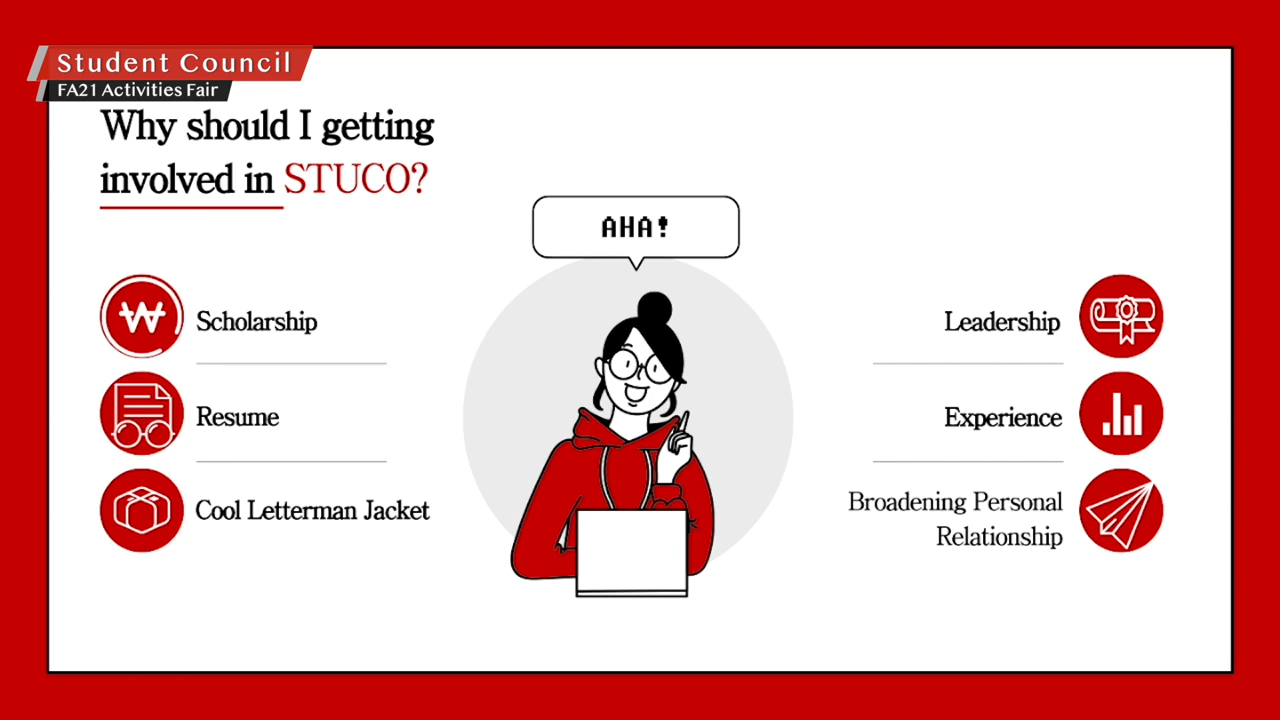 Student Council
FA21 Activities Fair
Why should I getting
involved in STUCO?
AHA!
Scholarship
Resume
Cool Letterman Jacket
Leadership
Experience
Broadening Personal
Relationship